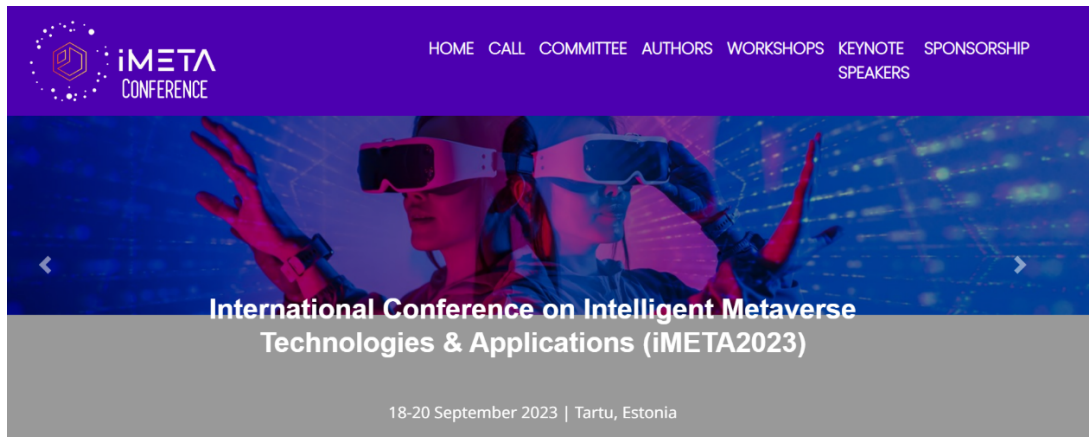 iMETA
CONFERENCE
HOME CALL COMMITTEE AUTHORS WORKSHOPS KEYNOTE SPEAKERS SPONSORSHIP
International Conference on Intelligent Metaverse
Technologies & Applications (iMETA2023)
18-20 September 2023 | Tartu, Estonia